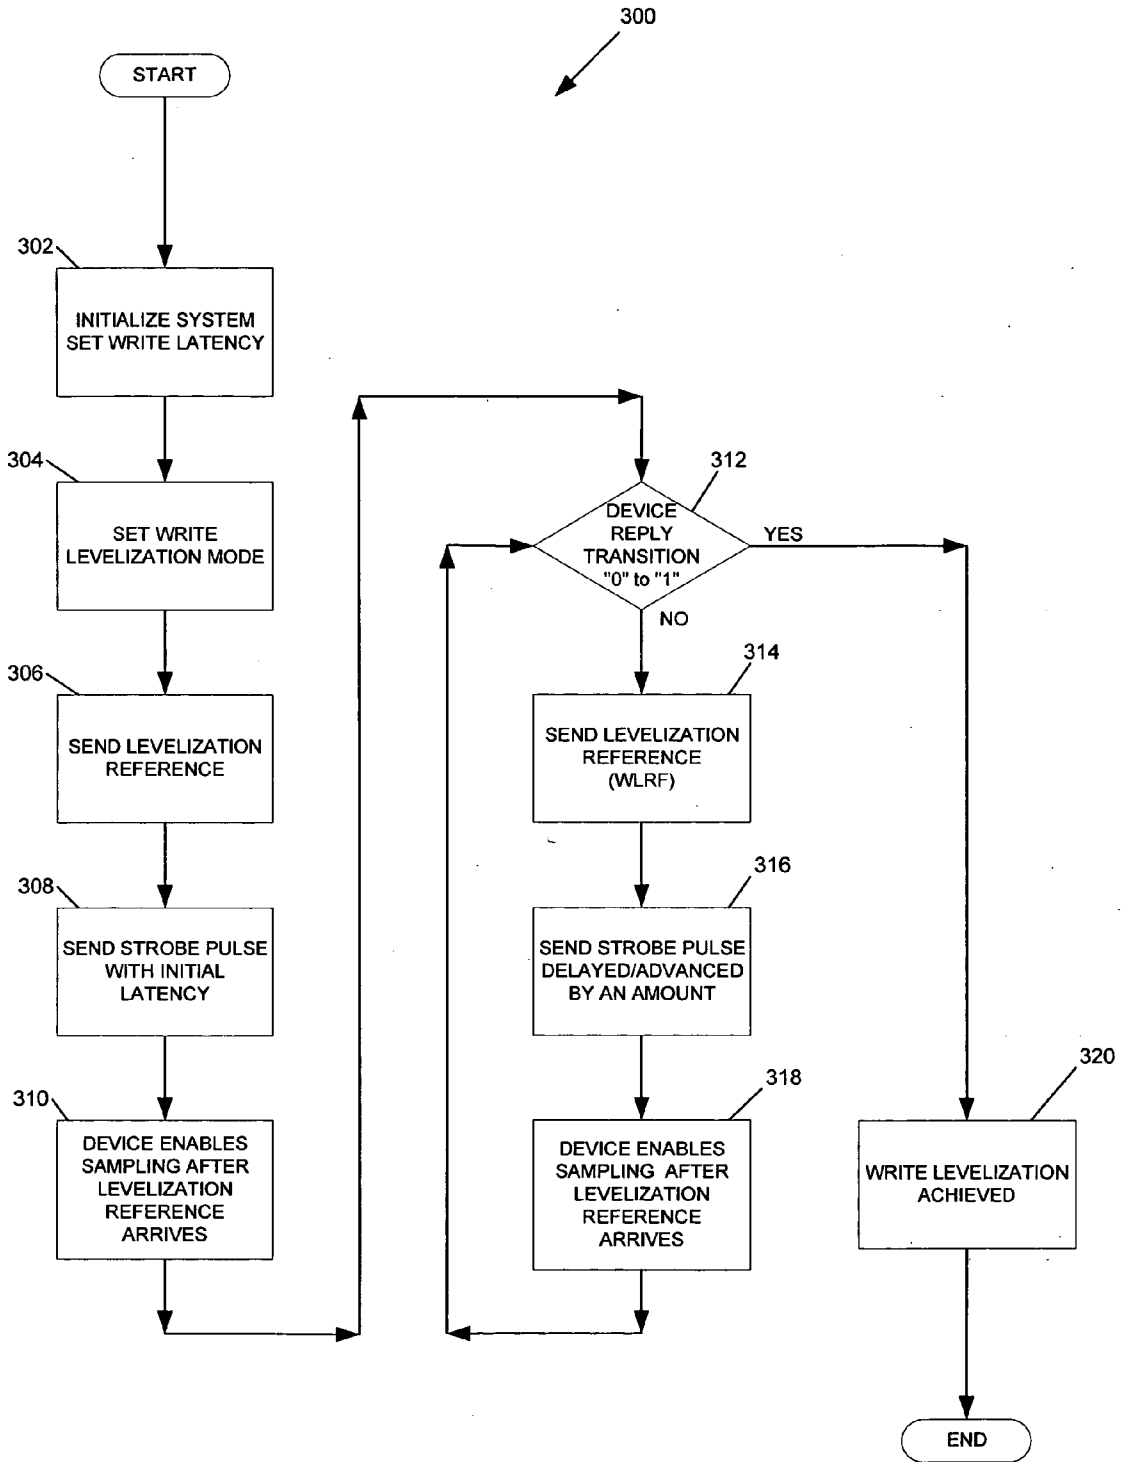 300
START
302
INITIALIZE SYSTEM
SET WRITE LATENCY
304
SET WRITE
LEVELIZATION MODE
306
SEND LEVELIZATION
REFERENCE
308
SEND STROBE PULSE
WITH INITIAL
LATENCY
310
DEVICE ENABLES
SAMPLING AFTER
LEVELIZATION
REFERENCE
ARRIVES
312
DEVICE
REPLY
TRANSITION
"0" to "1"
YES
NO
314
SEND LEVELIZATION
REFERENCE
(WLRF)
316
SEND STROBE PULSE
DELAYED/ADVANCED
BY AN AMOUNT
318
DEVICE ENABLES
SAMPLING AFTER
LEVELIZATION
REFERENCE
ARRIVES
320
WRITE LEVELIZATION
ACHIEVED
END